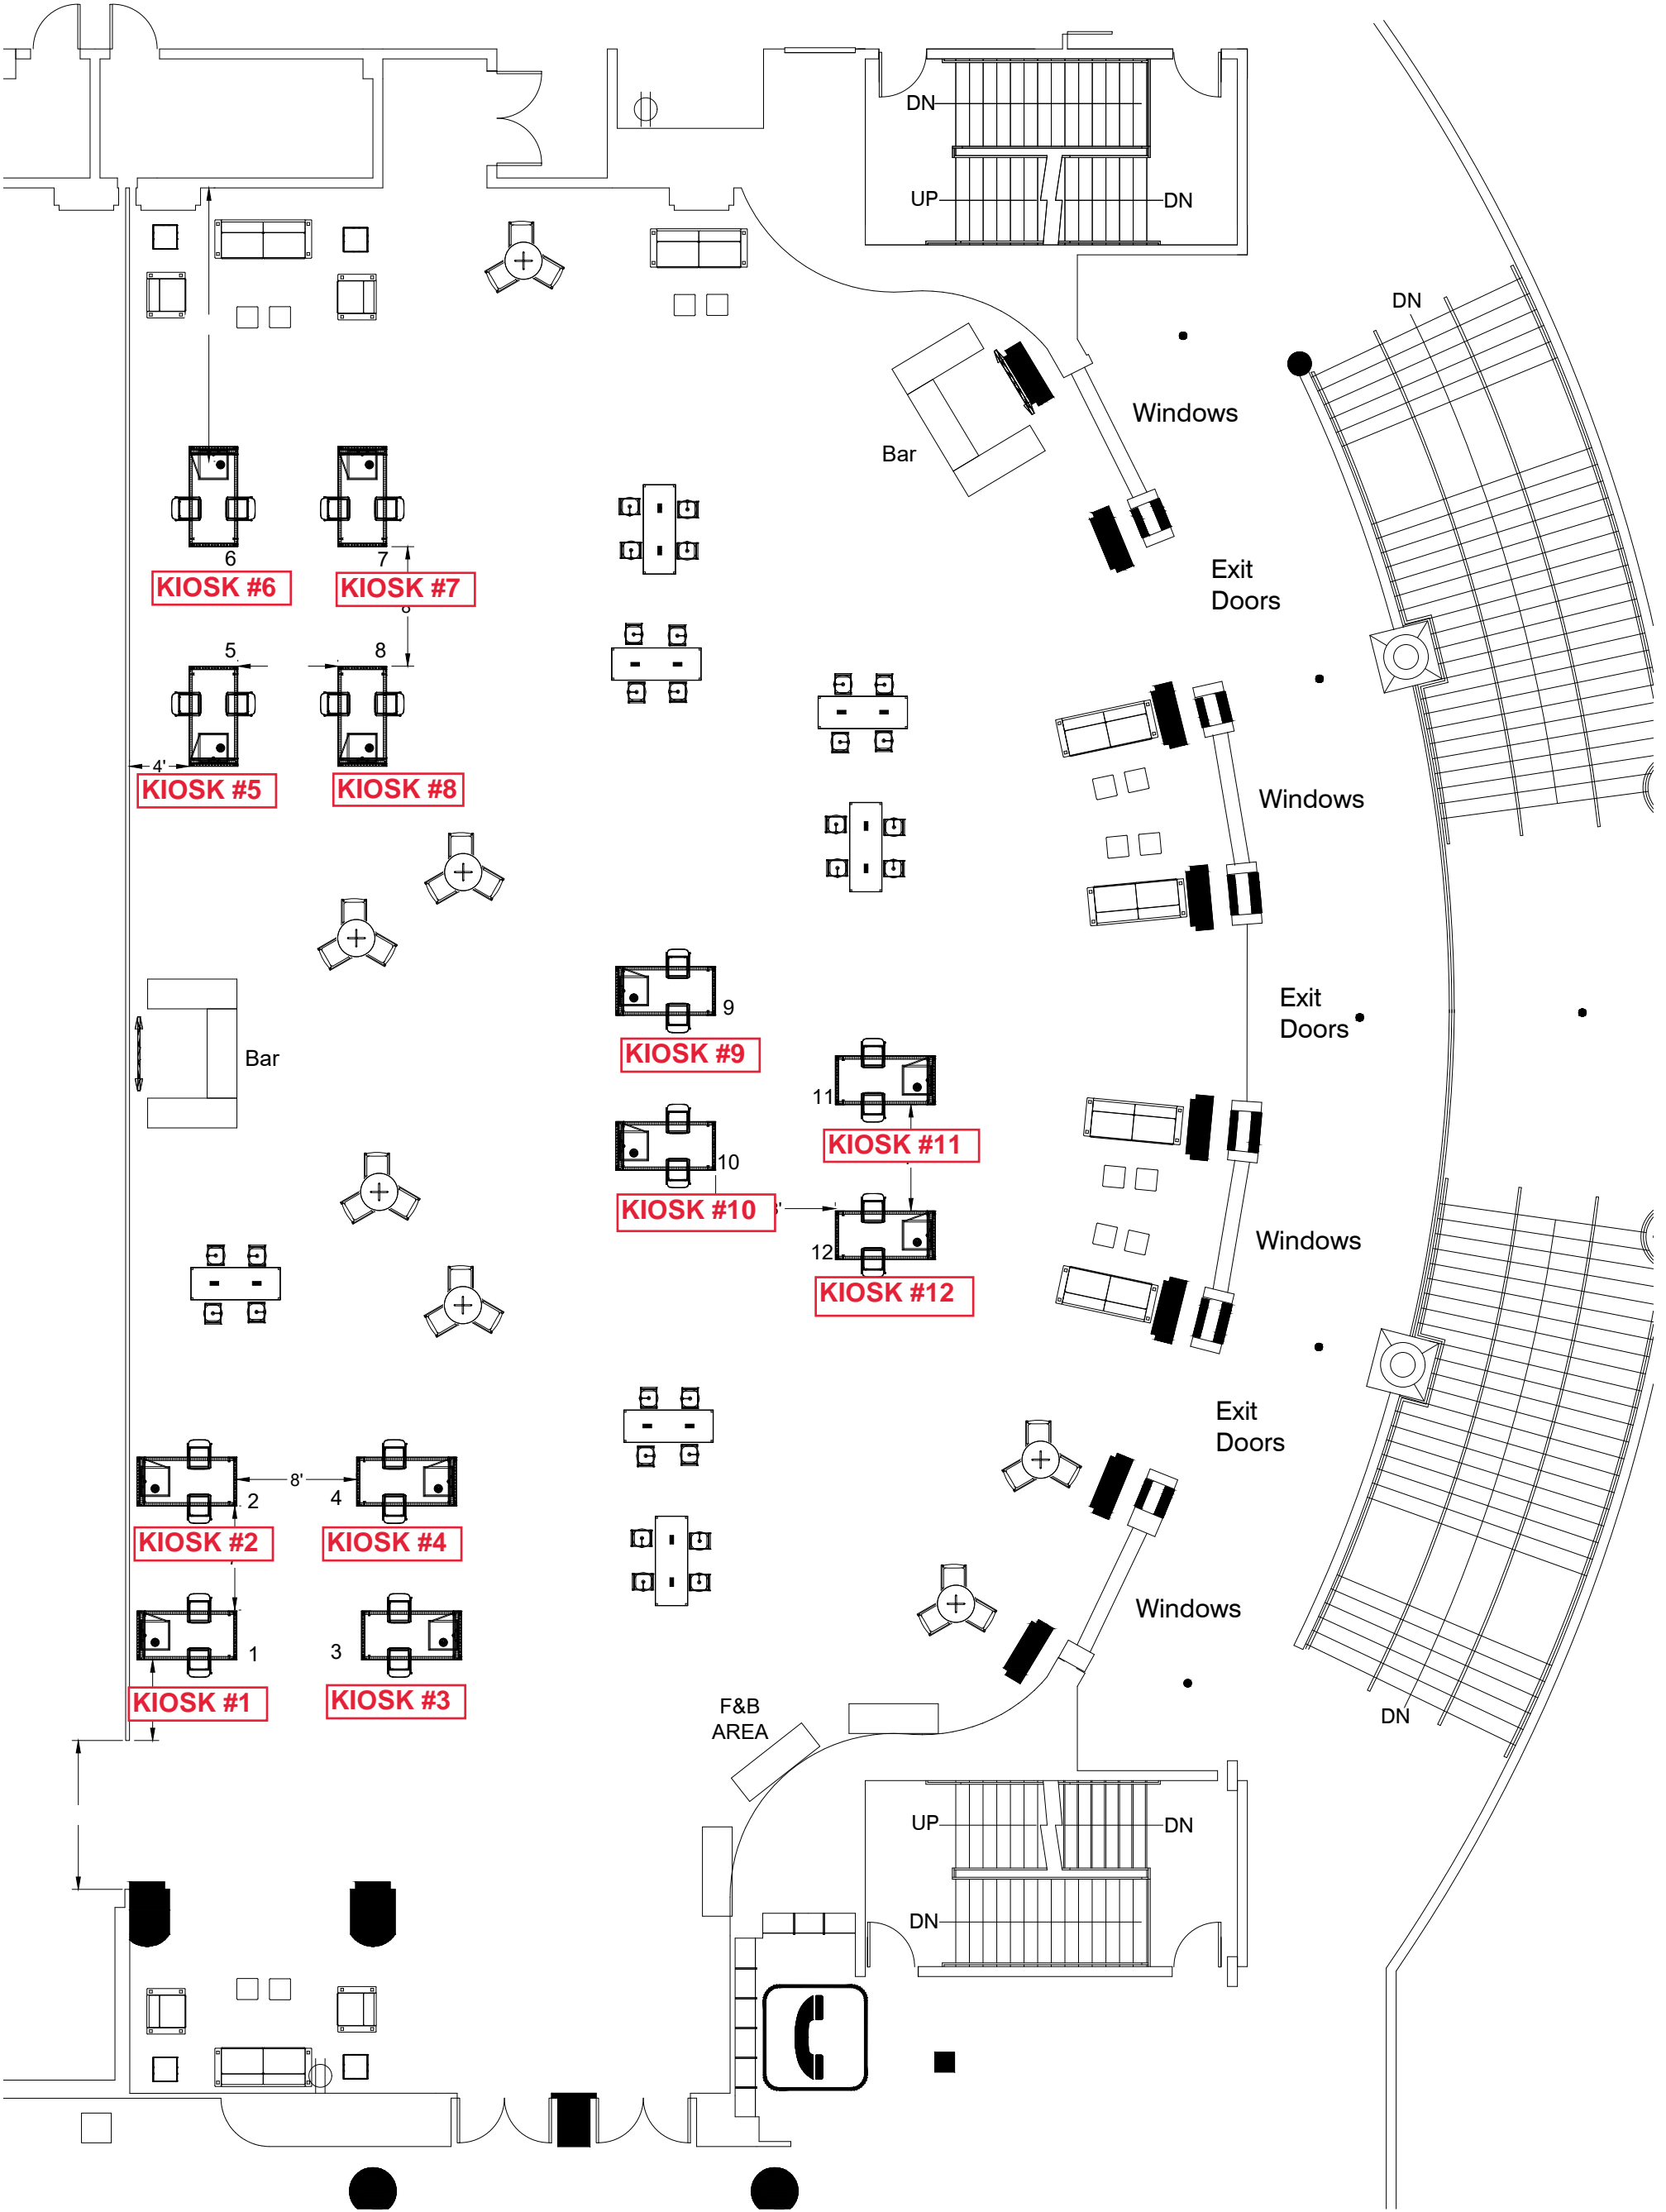 DN
UP
DN
DN
Windows
Bar
Exit
Doors
6
7
KIOSK #6
KIOSK #7
5
8
4'
KIOSK #5
KIOSK #8
Windows
9
Exit
Doors
KIOSK #9
Bar
11
KIOSK #11
10
KIOSK #10
12
Windows
KIOSK #12
Exit
Doors
8'
2
4
KIOSK #2
KIOSK #4
Windows
1
3
KIOSK #1
KIOSK #3
F&B
AREA
DN
UP
DN
DN